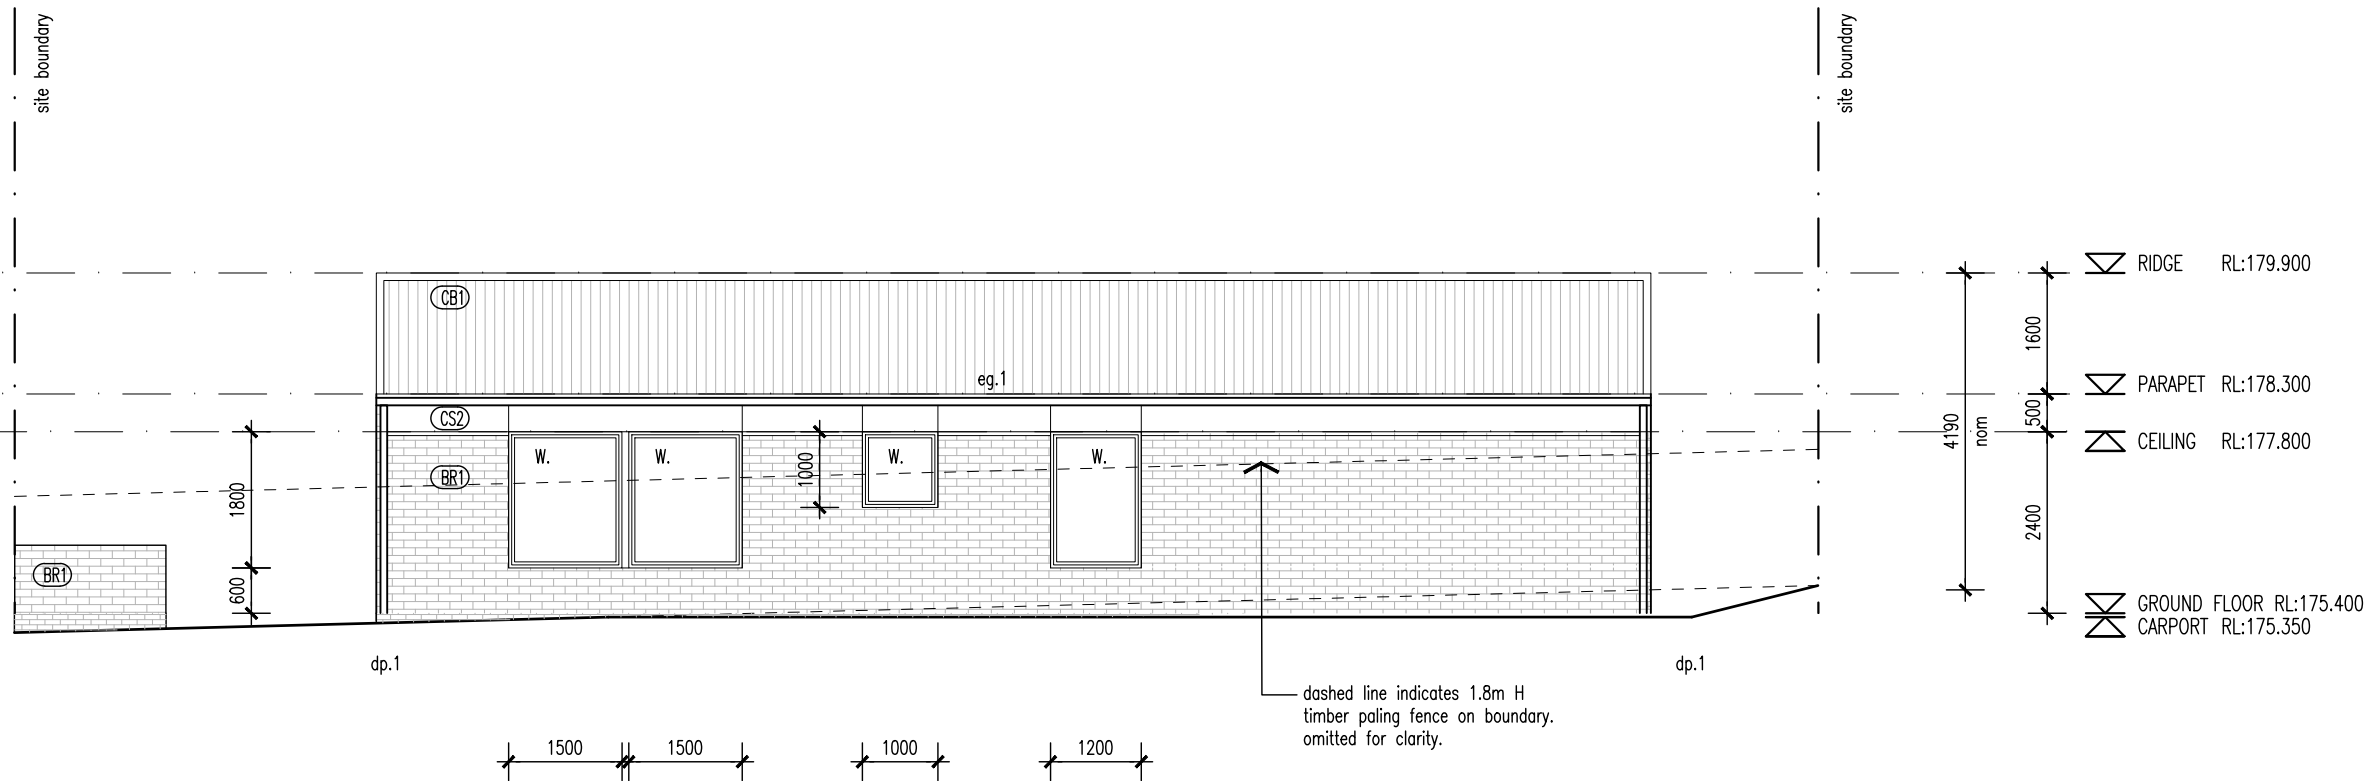 site boundary
site boundary
RIDGE RL:179.900
CB1
1600
eg.1
PARAPET RL:178.300
CS2
500
4190
nom
CEILING RL:177.800
W.
W.
W.
W.
BR1
1000
1800
2400
BR1
600
GROUND FLOOR RL:175.400
CARPORT RL:175.350
dp.1
dp.1
dashed line indicates 1.8m H
timber paling fence on boundary.
omitted for clarity.
1500
1500
1000
1200